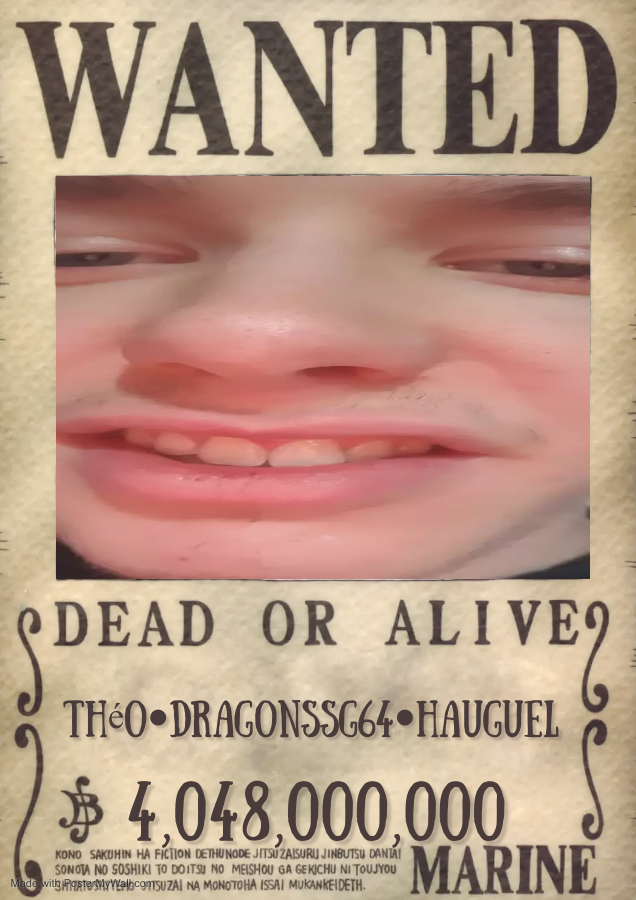 WANTED
DEAD OR ALIVE
THéO•DRAGONSSG64•HAUGUEL
4,048,000,000
KONO SAKUHIN HA FICTION DETHUNODE JITSUZAISURU JINBUTSU DANTAI
SONOTA NO SOSHIKI TO DOITSU NO MEISHOU GA GEKICHU NI TOUJYOU
JITSUZAI NA MONOTOHA ISSAI MUKANKEIDETH.
MARINE
Made with PosterMyWall.com